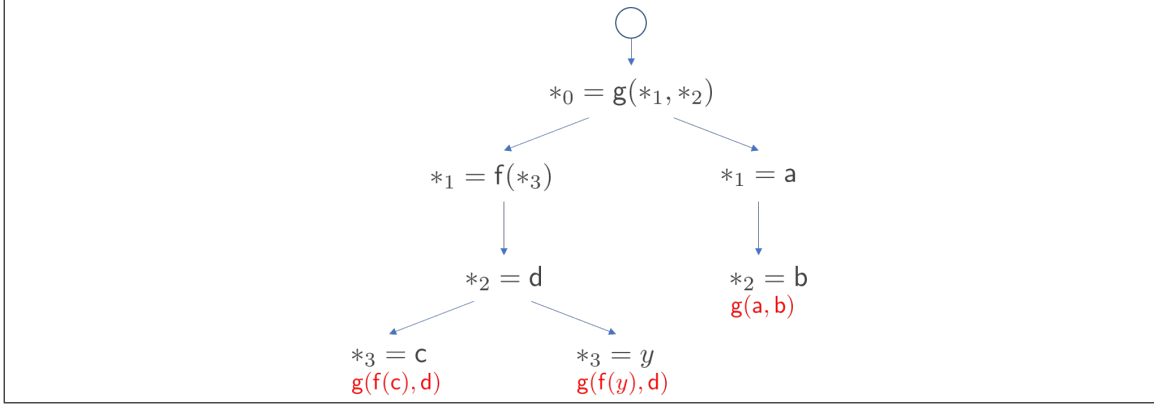 *₀ = g(*₁, *₂)
*₁ = f(*₃)
*₁ = a
*₂ = d
*₂ = b
g(a, b)
*₃ = c
g(f(c), d)
*₃ = y
g(f(y), d)